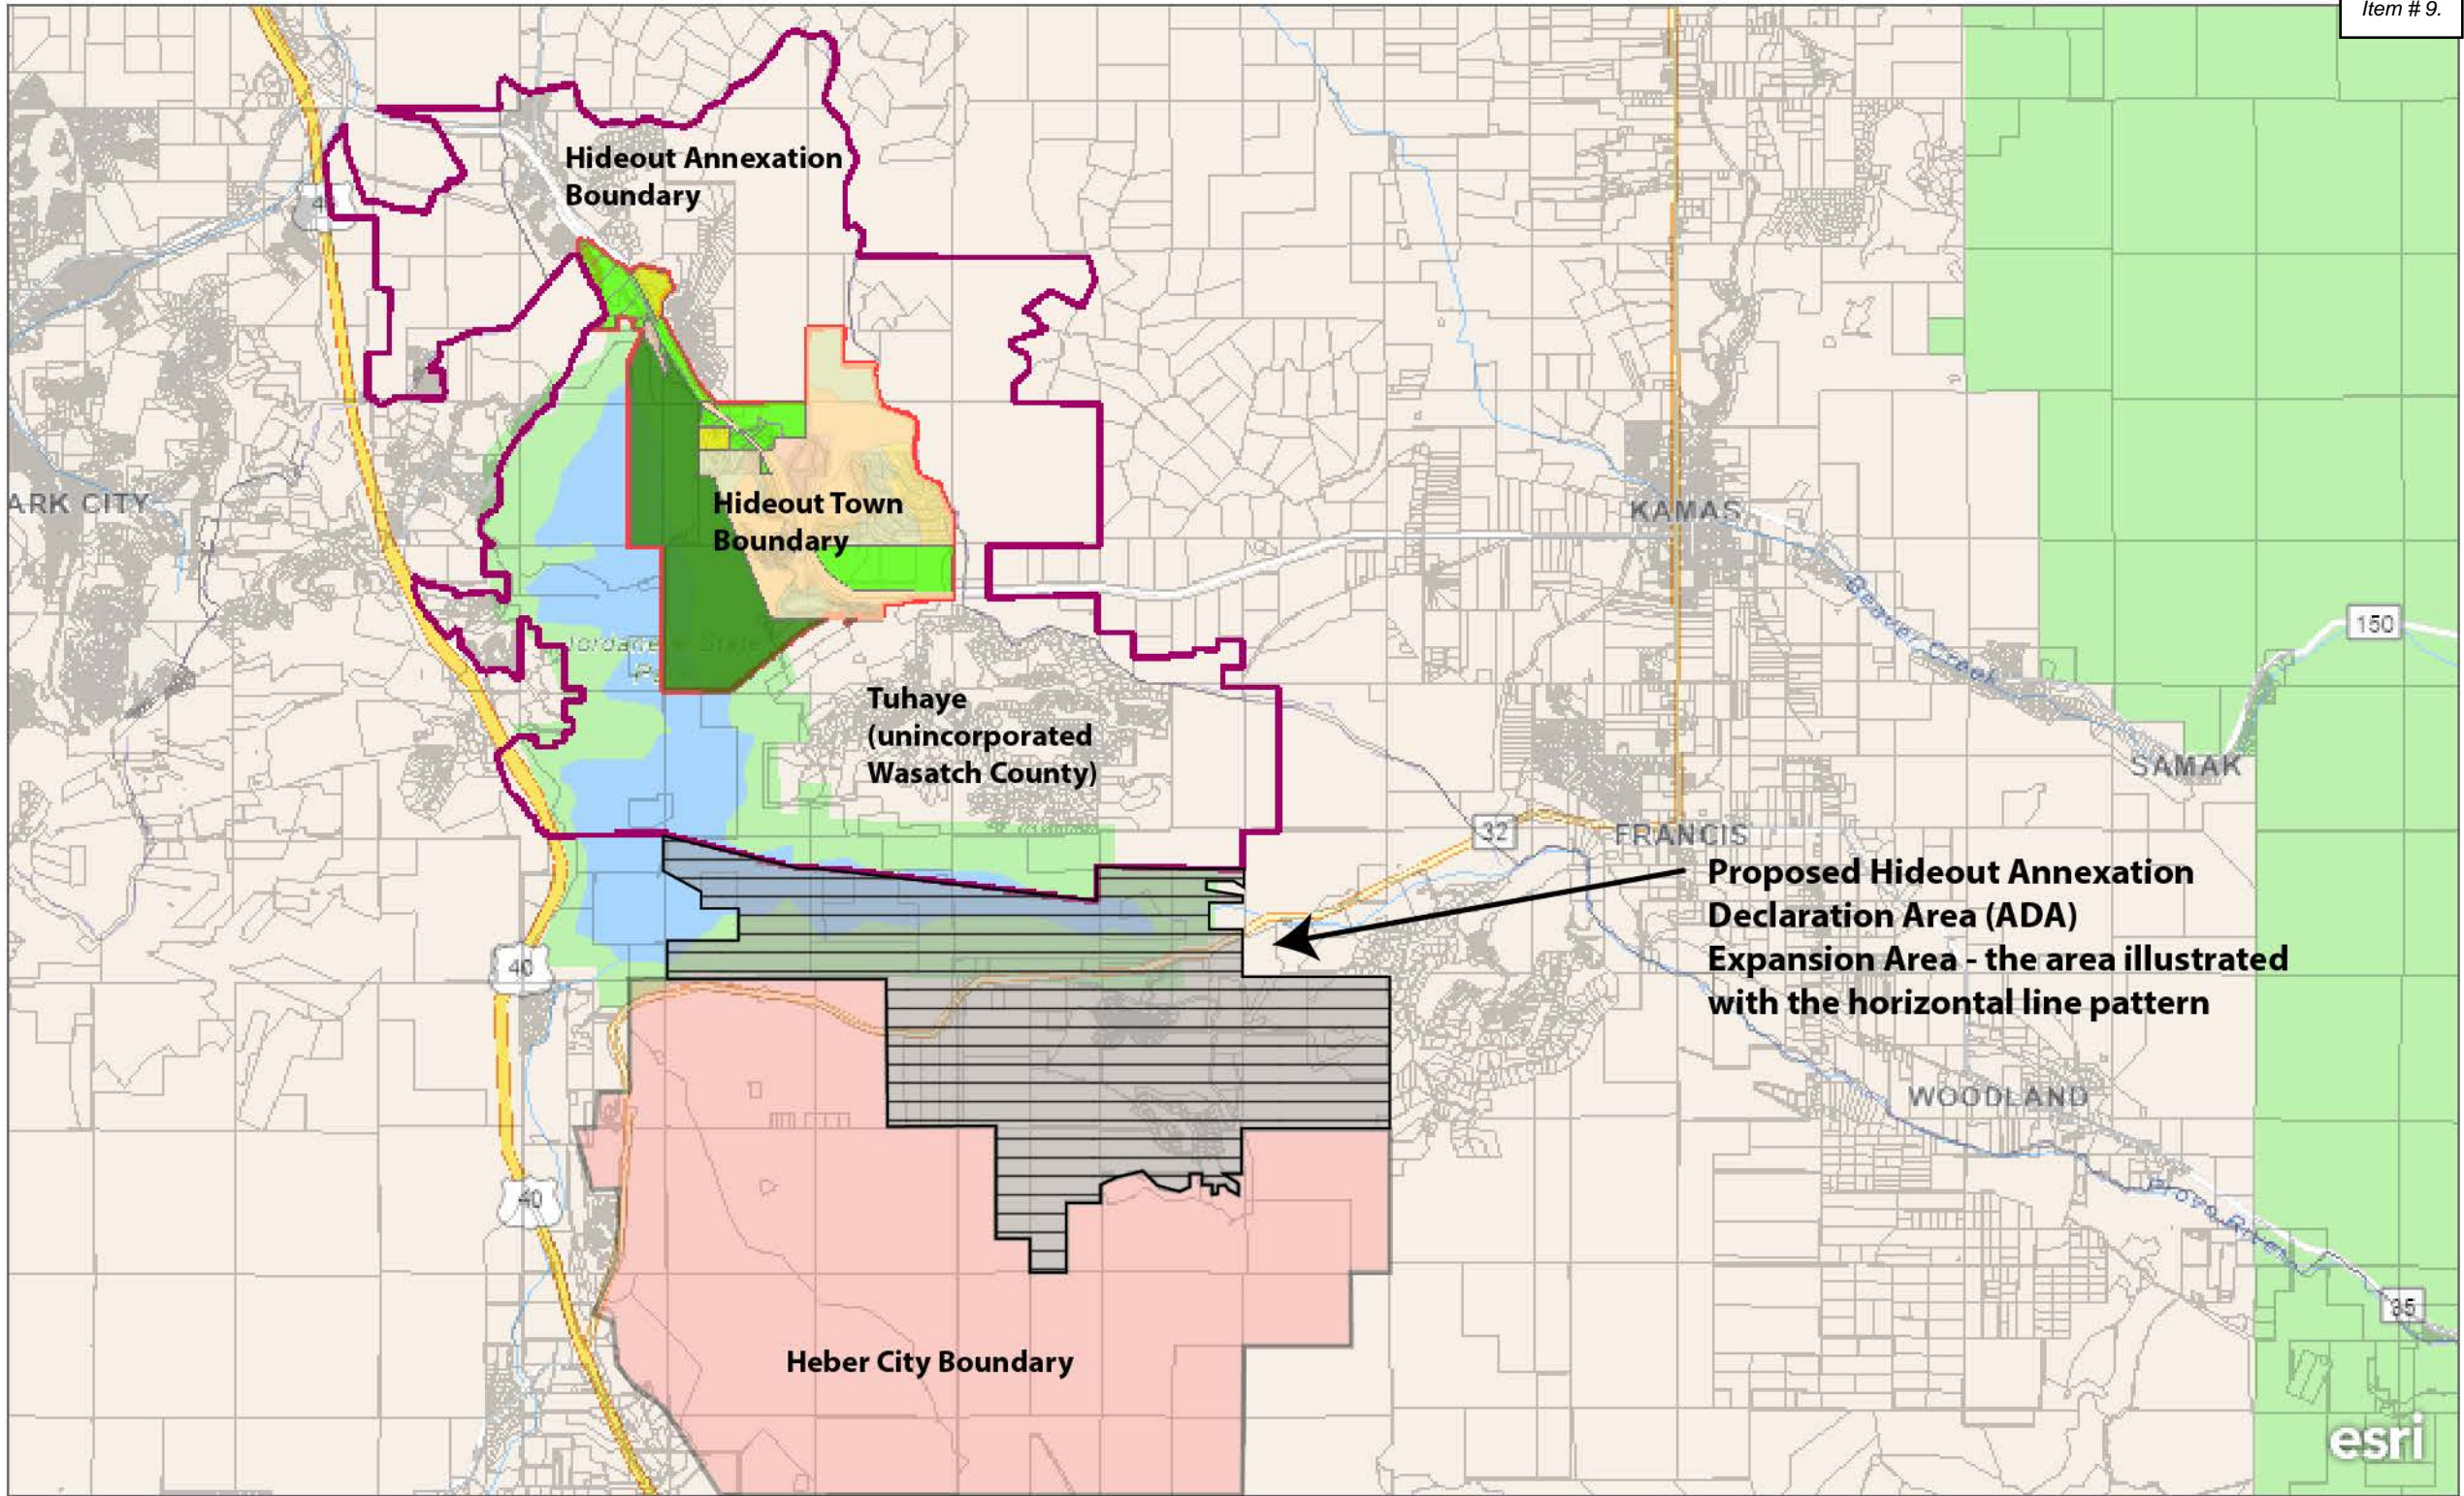 Item # 9.
Hideout Annexation
Boundary
40
ARK CITY
Hideout Town
Boundary
KAMAS
Beaver Creek
150
State
Tuhaye
(unincorporated
Wasatch County)
SAMAK
32
FRANCIS
Proposed Hideout Annexation
Declaration Area (ADA)
Expansion Area - the area illustrated
with the horizontal line pattern
40
WOODLAND
40
Provo River
35
Heber City Boundary
esri